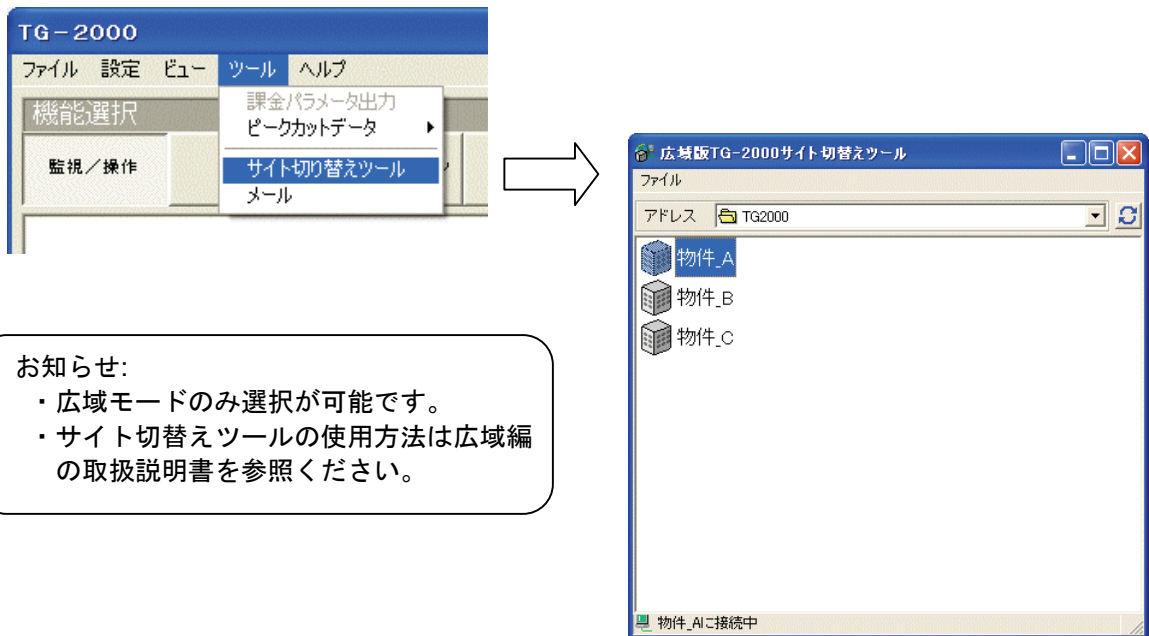 TG-2000
ファイル 設定 ビュー ツール ヘルプ
機能選択
監視／操作
課金パラメータ出力
ピークカットデータ
サイト切り替えツール
メール
広域版TG-2000サイト切替えツール
ファイル
アドレス TG2000
物件_A
物件_B
物件_C
物件_Aに接続中
お知らせ:
・広域モードのみ選択が可能です。
・サイト切替えツールの使用方法は広域編
の取扱説明書を参照ください。